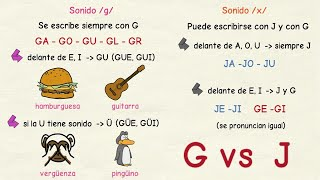 Sonido /g/
Se escribe siempre con G
GA - GO - GU - GL - GR
delante de E, I -> GU (GUE, GUI)
hamburguesa
guitarra
si la U tiene sonido -> Ü (GÜE, GÜI)
vergüenza
pingüino
Sonido /x/
Puede escribirse con J y con G
delante de A, O, U -> siempre J
JA -JO - JU
delante de E, I -> J y G
JE -JI GE -GI
(se pronuncian igual)
G vs J